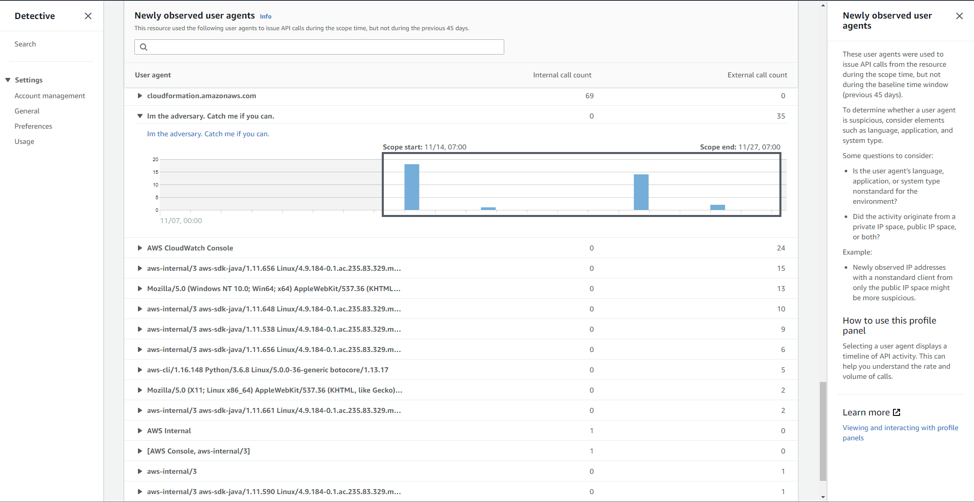 Detective
Search
Settings
Account management
General
Preferences
Usage
Newly observed user agents Info
This resource used the following user agents to issue API calls during the scope time, but not during the previous 45 days.
User agent Internal call count External call count
cloudformation.amazonaws.com 69 0
Im the adversary. Catch me if you can. 0 35
Im the adversary. Catch me if you can.
Scope start: 11/14, 07:00 Scope end: 11/27, 07:00
20
15
10
5
0
11/07, 00:00
AWS CloudWatch Console 0 24
aws-internal/3 aws-sdk-java/1.11.656 Linux/4.9.184-0.1.ac.235.83.329.m... 0 15
Mozilla/5.0 (Windows NT 10.0; Win64; x64) AppleWebKit/537.36 (KHTML... 0 13
aws-internal/3 aws-sdk-java/1.11.648 Linux/4.9.184-0.1.ac.235.83.329.m... 0 10
aws-internal/3 aws-sdk-java/1.11.538 Linux/4.9.184-0.1.ac.235.83.329.m... 0 9
aws-internal/3 aws-sdk-java/1.11.656 Linux/4.9.184-0.1.ac.235.83.329.m... 0 6
aws-cli/1.16.148 Python/3.6.8 Linux/5.0.0-36-generic botocore/1.13.17 0 5
Mozilla/5.0 (X11; Linux x86_64) AppleWebKit/537.36 (KHTML, like Gecko)... 0 2
aws-internal/3 aws-sdk-java/1.11.661 Linux/4.9.184-0.1.ac.235.83.329.m... 0 2
AWS Internal 1 0
[AWS Console, aws-internal/3] 1 0
aws-internal/3 0 1
aws-internal/3 aws-sdk-java/1.11.590 Linux/4.9.184-0.1.ac.235.83.329.m... 0 1
Newly observed user
agents
These user agents were used to
issue API calls from the resource
during the scope time, but not
during the baseline time window
(previous 45 days).
To determine whether a user agent
is suspicious, consider elements
such as language, application, and
system type.
Some questions to consider:
• Is the user agent's language,
application, or system type
nonstandard for the
environment?
• Did the activity originate from a
private IP space, public IP space,
or both?
Example:
• Newly observed IP addresses
with a nonstandard client from
only the public IP space might
be more suspicious.
How to use this profile
panel
Selecting a user agent displays a
timeline of API activity. This can
help you understand the rate and
volume of calls.
Learn more
Viewing and interacting with profile
panels